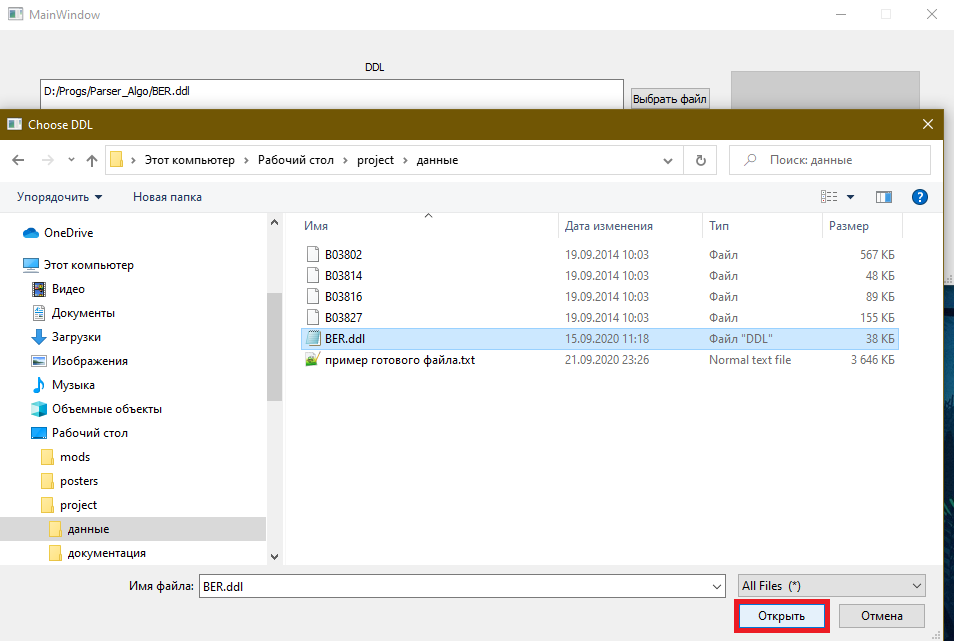 MainWindow
DDL
D:/Progs/Parser_Algo/BER.ddl
Выбрать файл
Choose DDL
Этот компьютер › Рабочий стол › project › данные
Поиск: данные
Упорядочить
Новая папка
?
OneDrive
Этот компьютер
Видео
Документы
Загрузки
Изображения
Музыка
Объемные объекты
Рабочий стол
mods
posters
project
данные
документация
Имя Дата изменения Тип Размер
B03802 19.09.2014 10:03 Файл 567 КБ
B03814 19.09.2014 10:03 Файл 48 КБ
B03816 19.09.2014 10:03 Файл 89 КБ
B03827 19.09.2014 10:03 Файл 155 КБ
BER.ddl 15.09.2020 11:18 Файл "DDL" 38 КБ
пример готового файла.txt 21.09.2020 23:26 Normal text file 3 646 КБ
Имя файла: BER.ddl
All Files (*)
Открыть
Отмена